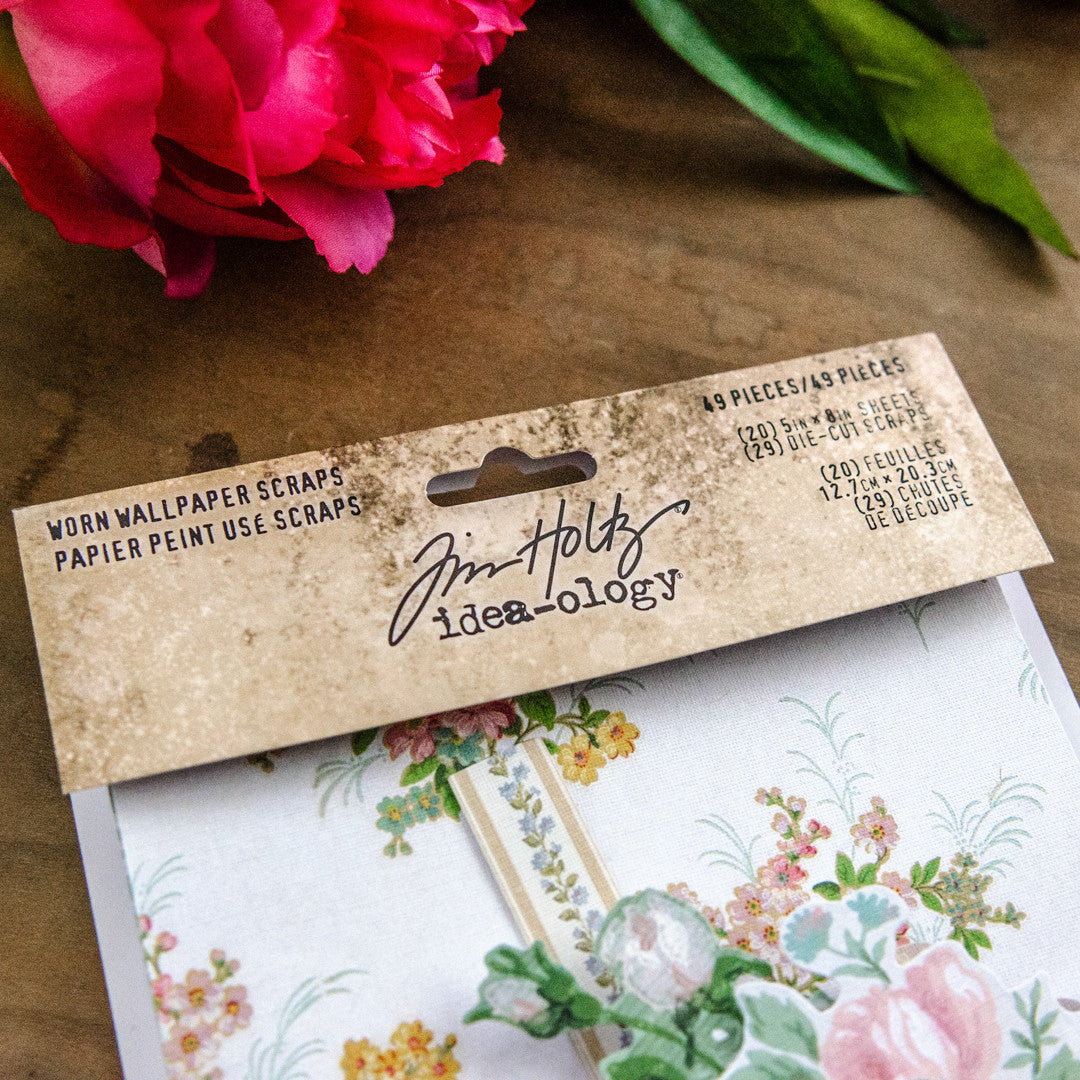 WORN WALLPAPER SCRAPS
PAPIER PEINT USÉ SCRAPS
Tim Holtz
idea-ology®
49 PIECES/49 PIÈCES
(20) 5IN × 8IN SHEETS
(29) DIE-CUT SCRAPS
(20) FEUILLES
12.7CM × 20.3CM
(29) CHUTES
DE DÉCOUPE